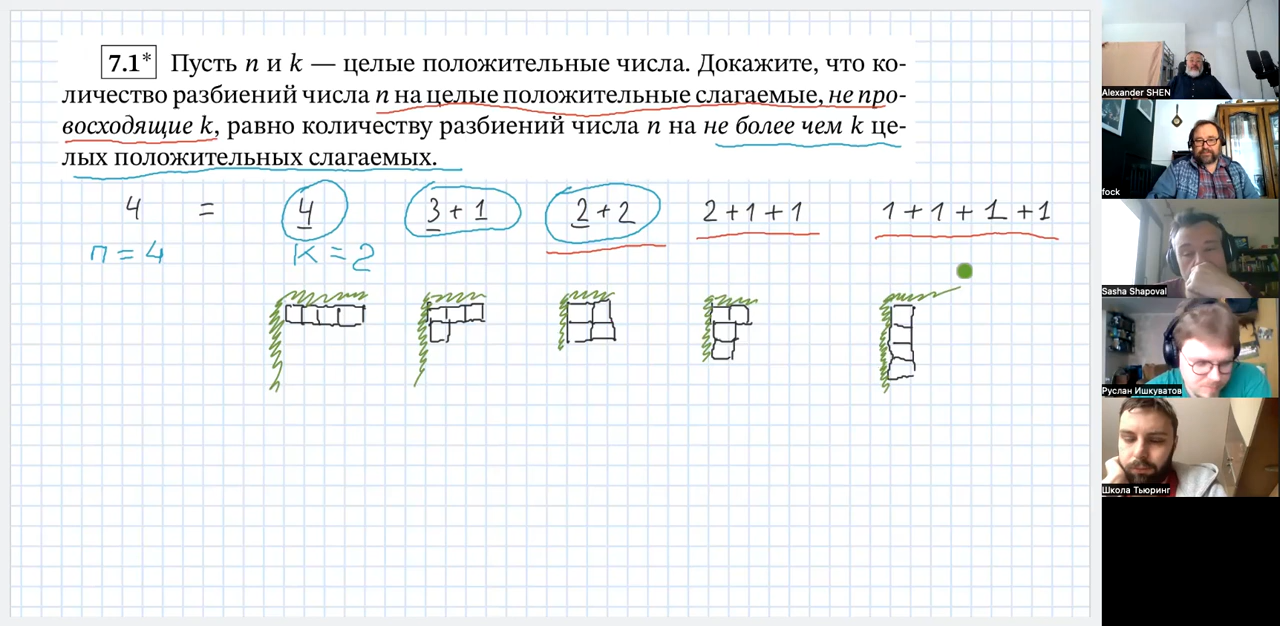 7.1* Пусть n и k — целые положительные числа. Докажите, что ко-
личество разбиений числа n на целые положительные слагаемые, не пре-
восходящие k, равно количеству разбиений числа n на не более чем k це-
лых положительных слагаемых.
4 = 4 3 + 1 2 + 2 2 + 1 + 1 1 + 1 + 1 + 1
n = 4 k = 2
Alexander SHEN
fock
Sasha Shapoval
Руслан Ишкуватов
Школа Тьюринг